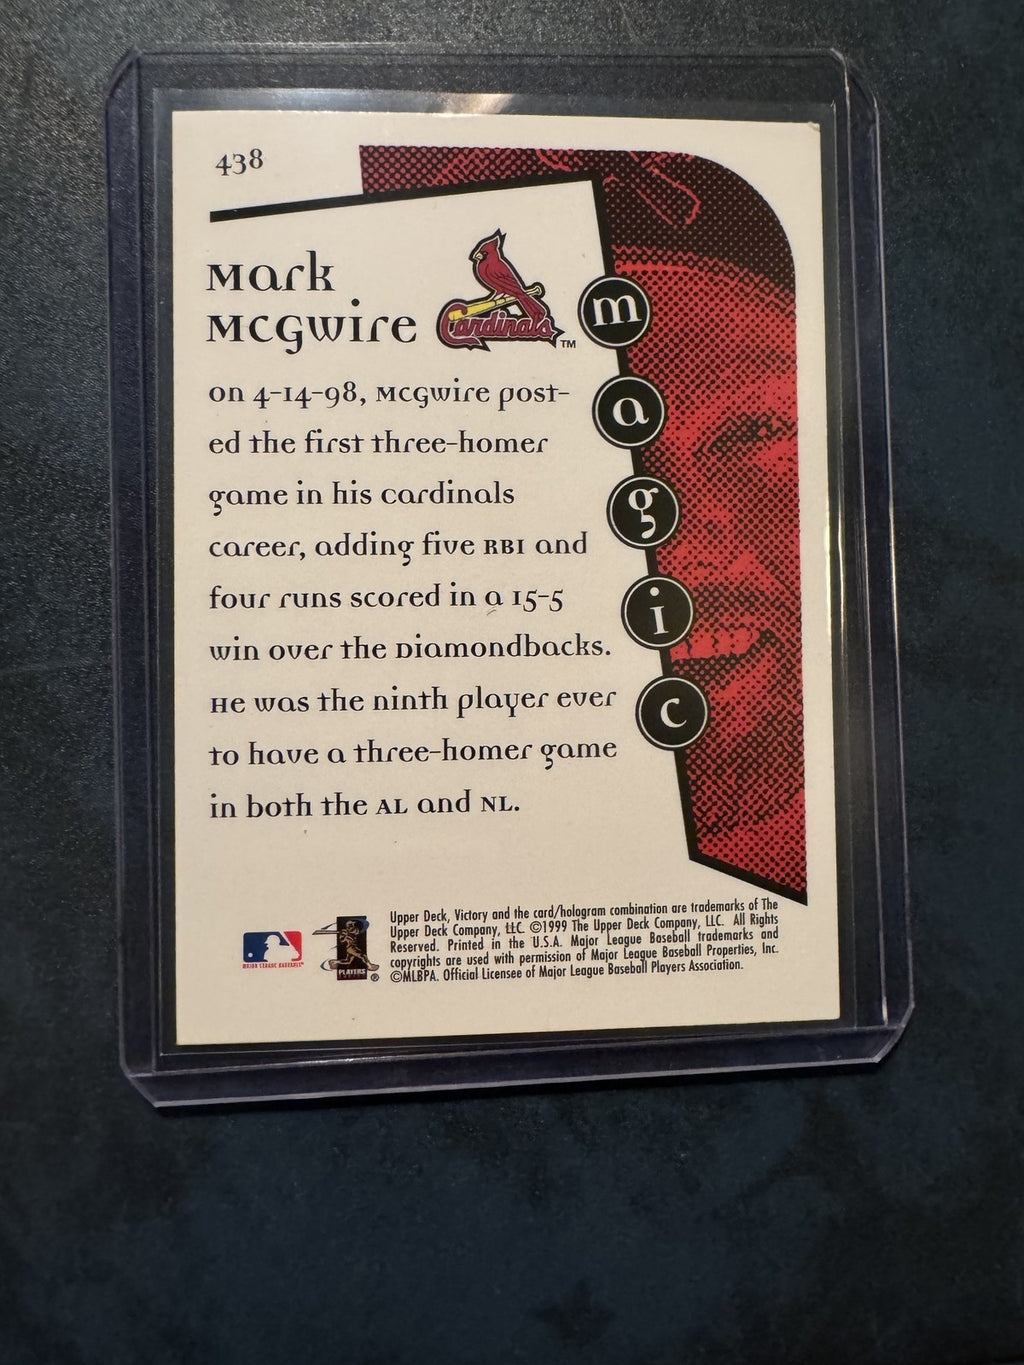 438
Mark
McGwire
Cardinals
TM
on 4-14-98, McGwire post-
ed the first three-homer
game in his cardinals
career, adding five RBI and
four runs scored in a 15-5
win over the Diamondbacks.
He was the ninth player ever
to have a three-homer game
in both the AL and NL.
m
a
g
i
c
Upper Deck, Victory and the card/hologram combination are trademarks of The
Upper Deck Company, LLC. ©1999 The Upper Deck Company, LLC. All Rights
Reserved. Printed in the U.S.A. Major League Baseball trademarks and
copyrights are used with permission of Major League Baseball Properties, Inc.
©MLBPA. Official Licensee of Major League Baseball Players Association.
MAJOR LEAGUE BASEBALL
PLAYERS
®